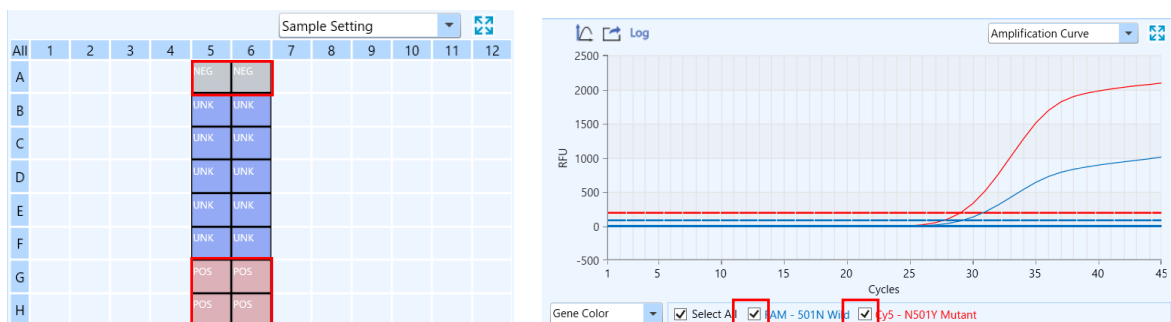 Sample Setting
All 1 2 3 4 5 6 7 8 9 10 11 12
A NEG NEG
B UNK UNK
C UNK UNK
D UNK UNK
E UNK UNK
F UNK UNK
G POS POS
H POS POS
Log
Amplification Curve
RFU
2500
2000
1500
1000
500
0
-500
1 5 10 15 20 25 30 35 40 45
Cycles
Gene Color
Select All
FAM - 501N Wild
Cy5 - N501Y Mutant